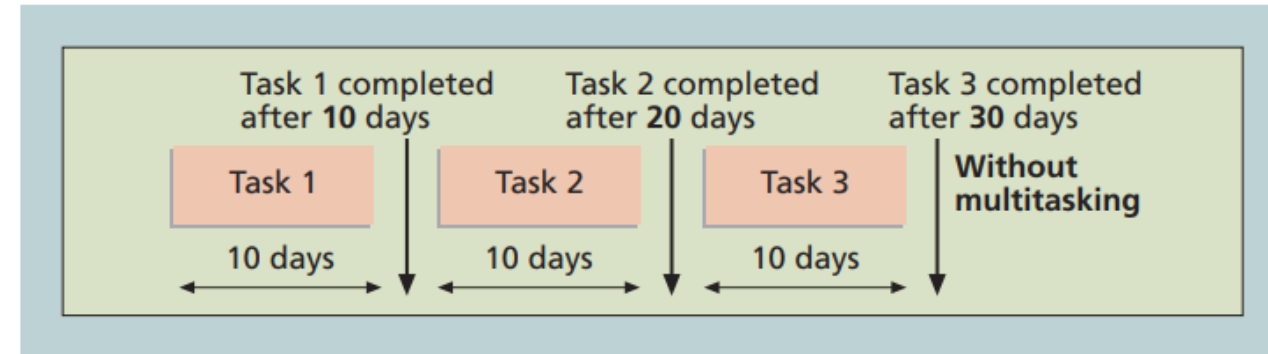 Task 1 completed
after 10 days
Task 2 completed
after 20 days
Task 3 completed
after 30 days
Without
multitasking
Task 1
Task 2
Task 3
10 days
10 days
10 days